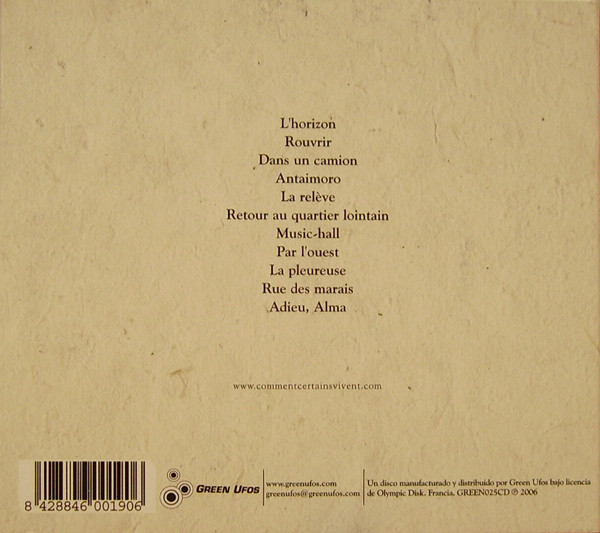 L'horizon
Rouvrir
Dans un camion
Antaimoro
La relève
Retour au quartier lointain
Music-hall
Par l'ouest
La pleureuse
Rue des marais
Adieu, Alma
www.commentcertainsvivent.com
8 428846 001906
GREEN UFOS
www.greenufos.com
greenufos@greenufos.com
Un disco manufacturado y distribuido por Green Ufos bajo licencia
de Olympic Disk. Francia. GREEN025CD ℗ 2006